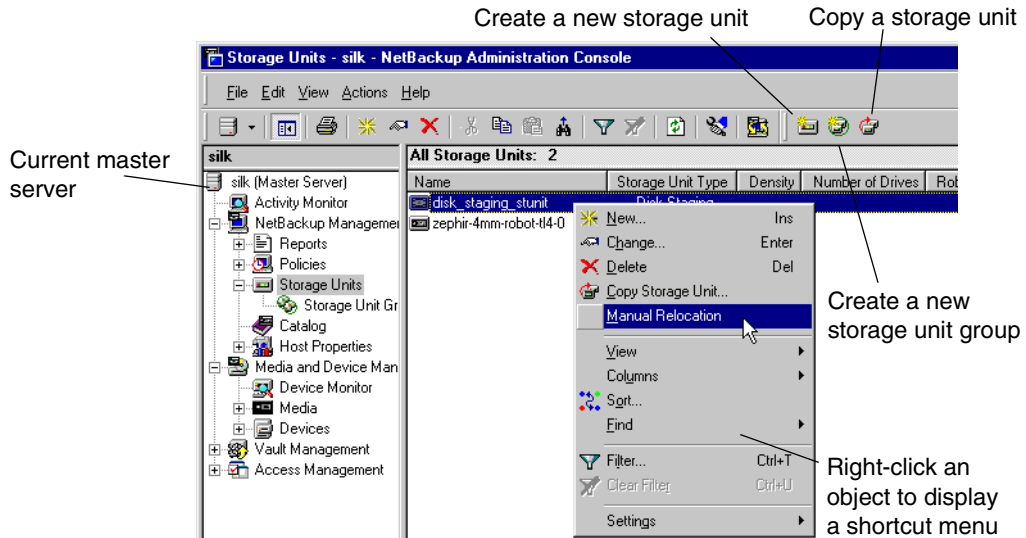 Create a new storage unit
Copy a storage unit
Storage Units - silk - NetBackup Administration Console
File Edit View Actions Help
Current master
server
silk
All Storage Units: 2
silk (Master Server)
Activity Monitor
NetBackup Managemen
Reports
Policies
Storage Units
Storage Unit Gr
Catalog
Host Properties
Media and Device Man
Device Monitor
Media
Devices
Vault Management
Access Management
Name Storage Unit Type Density Number of Drives Rob
disk_staging_stunit Disk Staging
zephir-4mm-robot-tl4-0
New... Ins
Change... Enter
Delete Del
Copy Storage Unit...
Manual Relocation
View
Columns
Sort...
Find
Filter... Ctrl+T
Clear Filter Ctrl+U
Settings
Create a new
storage unit group
Right-click an
object to display
a shortcut menu